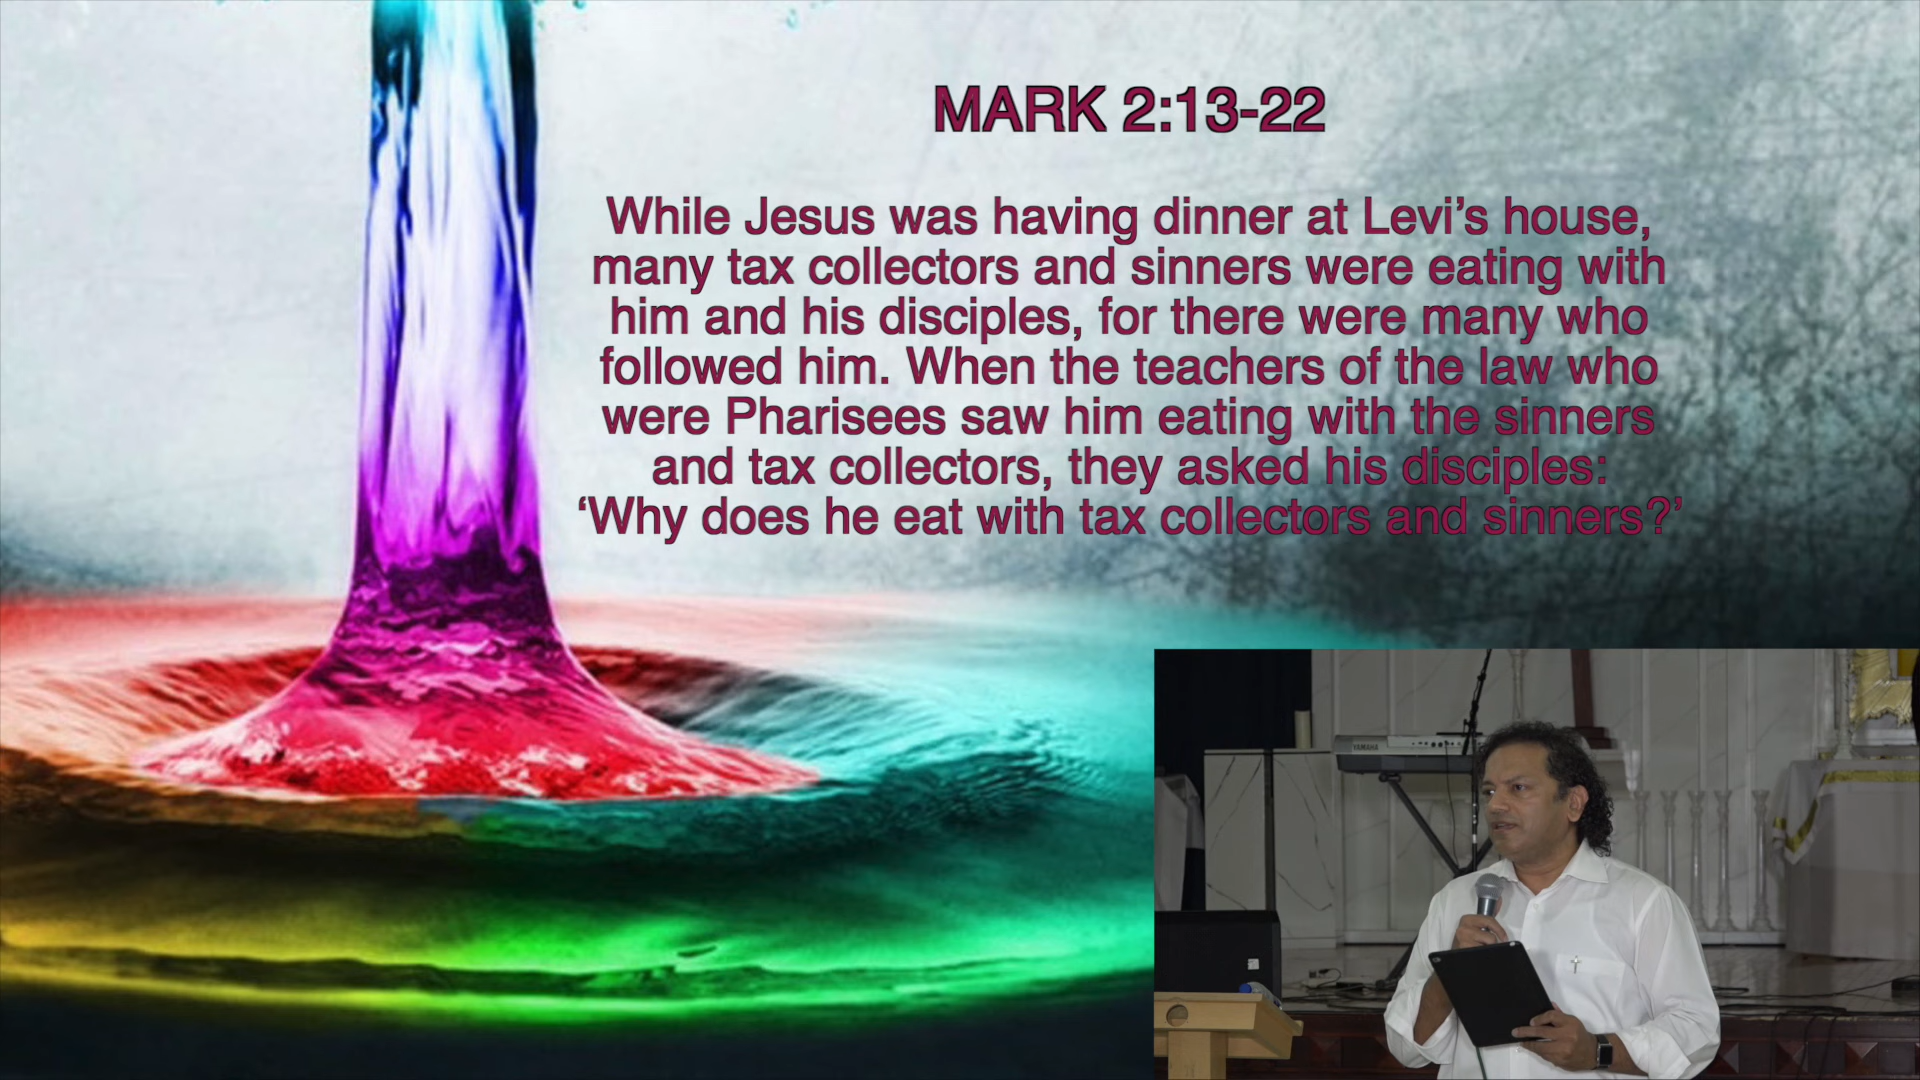 MARK 2:13-22
While Jesus was having dinner at Levi’s house,
many tax collectors and sinners were eating with
him and his disciples, for there were many who
followed him. When the teachers of the law who
were Pharisees saw him eating with the sinners
and tax collectors, they asked his disciples:
‘Why does he eat with tax collectors and sinners?’
YAMAHA